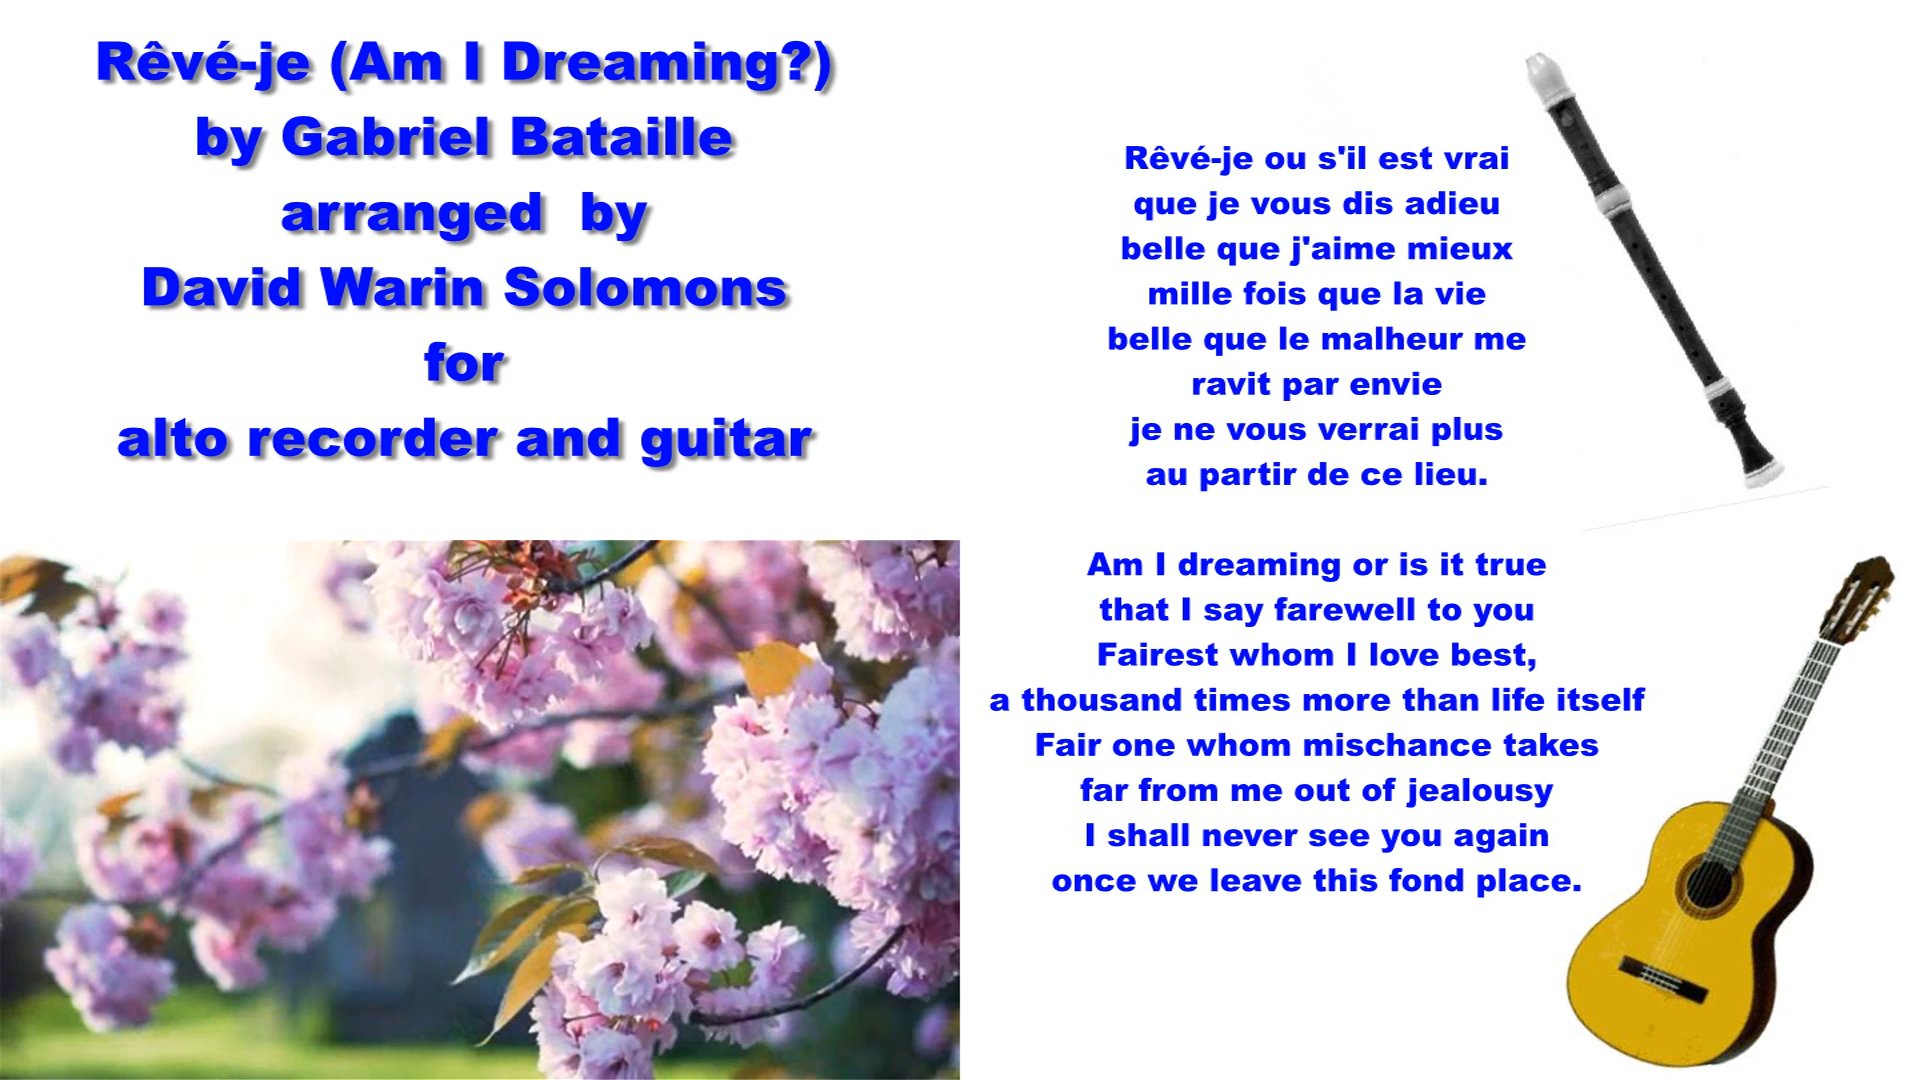 Rêvé-je (Am I Dreaming?)
by Gabriel Bataille
arranged  by
David Warin Solomons
for
alto recorder and guitar
Rêvé-je ou s'il est vrai
que je vous dis adieu
belle que j'aime mieux
mille fois que la vie
belle que le malheur me
ravit par envie
je ne vous verrai plus
au partir de ce lieu.
Am I dreaming or is it true
that I say farewell to you
Fairest whom I love best,
a thousand times more than life itself
Fair one whom mischance takes
far from me out of jealousy
I shall never see you again
once we leave this fond place.